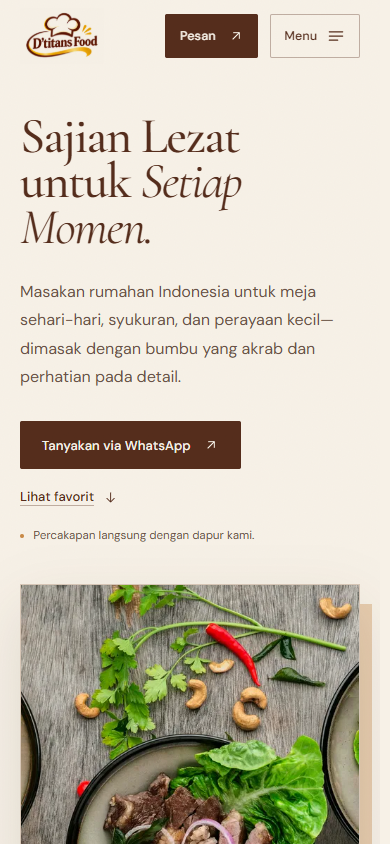 D'titans Food
Pesan
Menu
Sajian Lezat
untuk Setiap
Momen.
Masakan rumahan Indonesia untuk meja
sehari-hari, syukuran, dan perayaan kecil—
dimasak dengan bumbu yang akrab dan
perhatian pada detail.
Tanyakan via WhatsApp
Lihat favorit
Percakapan langsung dengan dapur kami.